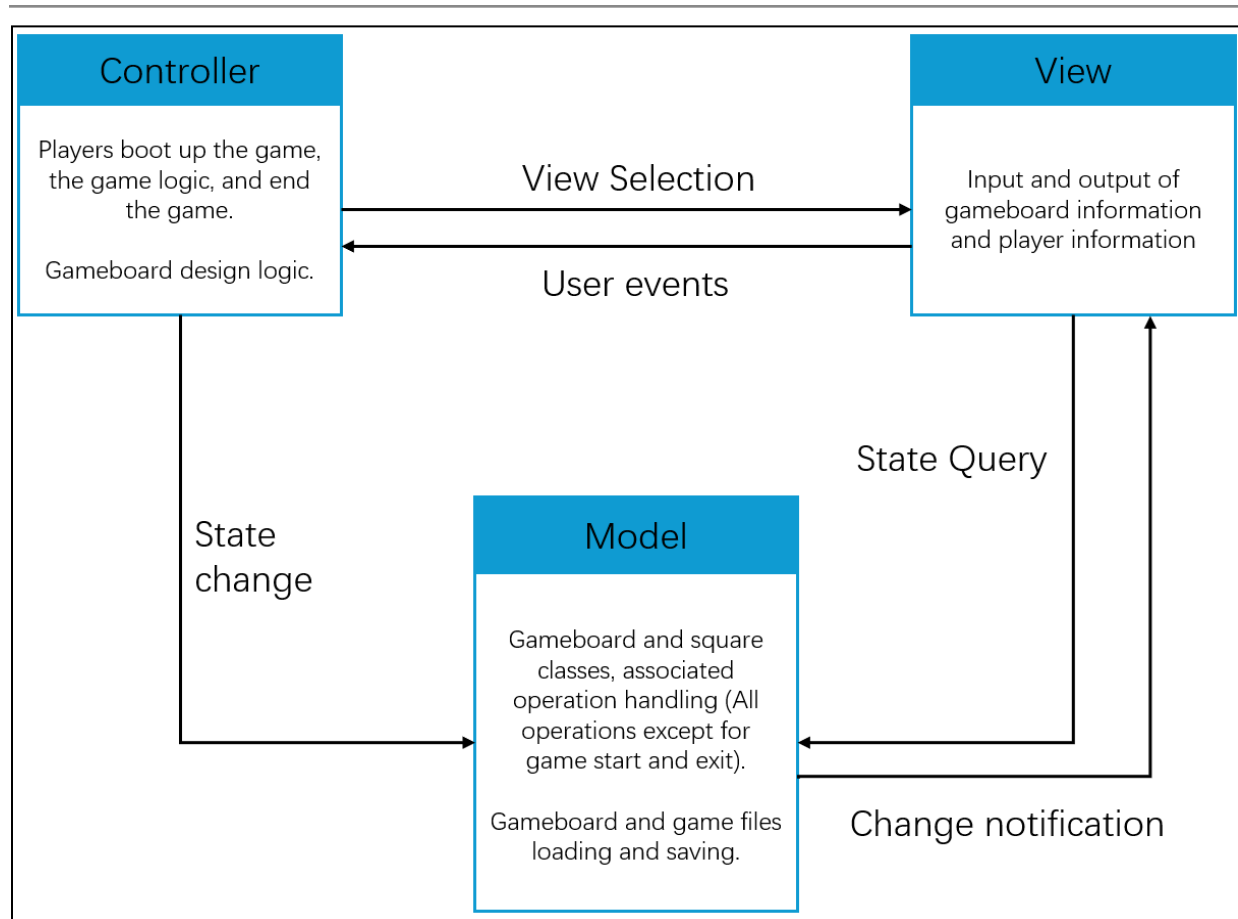 Controller
Players boot up the game,
the game logic, and end
the game.
Gameboard design logic.
View Selection
User events
View
Input and output of
gameboard information
and player information
State
change
State Query
Model
Gameboard and square
classes, associated
operation handling (All
operations except for
game start and exit).
Gameboard and game files
loading and saving.
Change notification